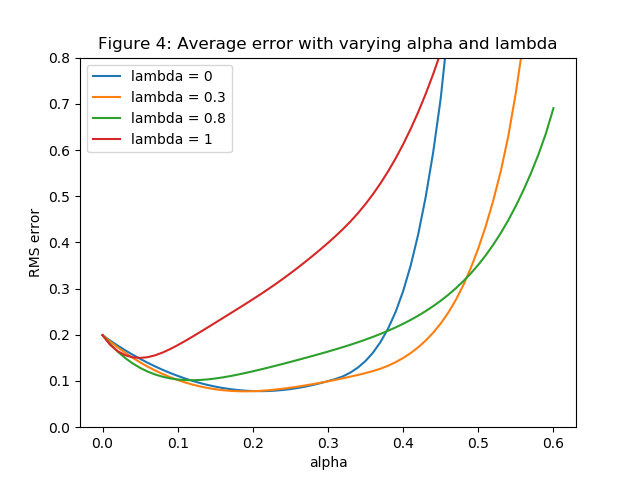 Figure 4: Average error with varying alpha and lambda
lambda = 0
lambda = 0.3
lambda = 0.8
lambda = 1
RMS error
0.8
0.7
0.6
0.5
0.4
0.3
0.2
0.1
0.0
0.0 0.1 0.2 0.3 0.4 0.5 0.6
alpha